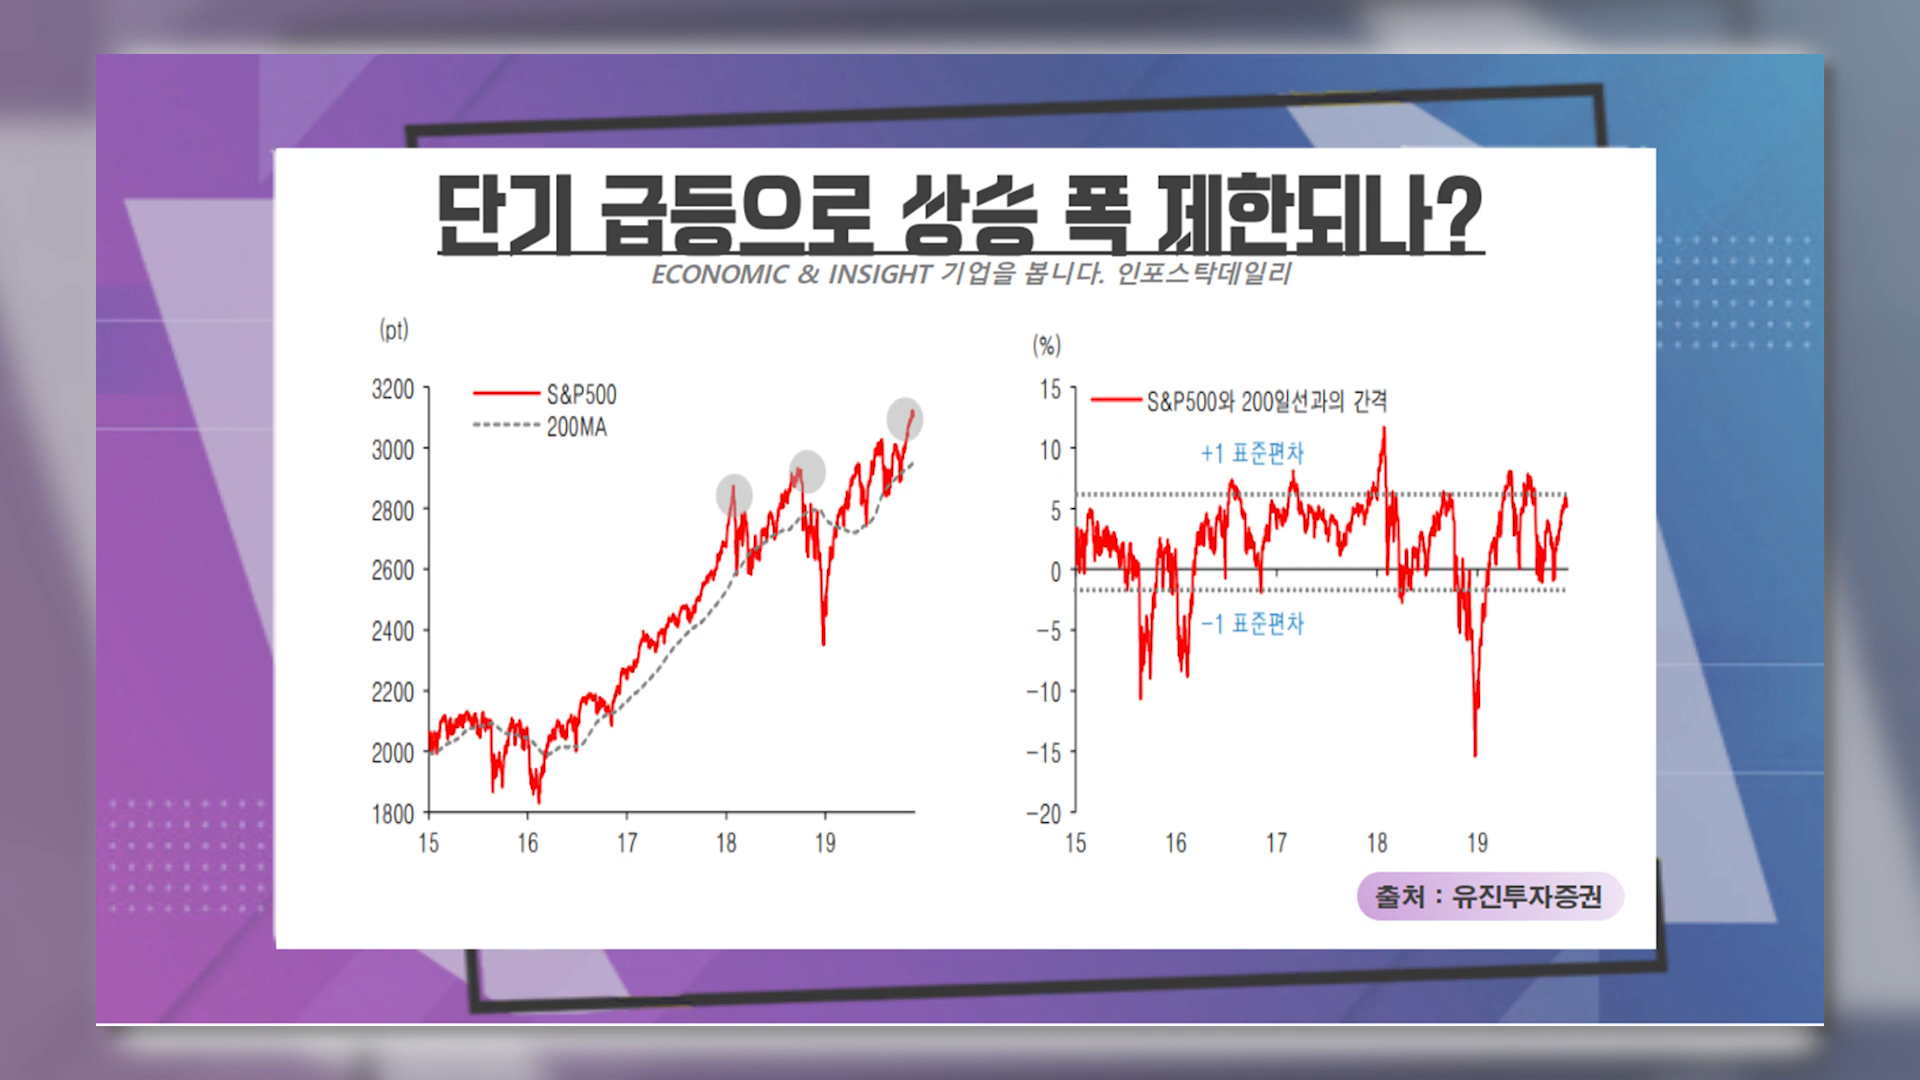 단기 급등으로 상승 폭 제한되나?
ECONOMIC & INSIGHT 기업을 봅니다. 인포스탁데일리
(pt)
3200
3000
2800
2600
2400
2200
2000
1800
S&P500
200MA
15 16 17 18 19
(%)
15
10
5
0
-5
-10
-15
-20
S&P500와 200일선과의 간격
+1 표준편차
-1 표준편차
15 16 17 18 19
출처 : 유진투자증권